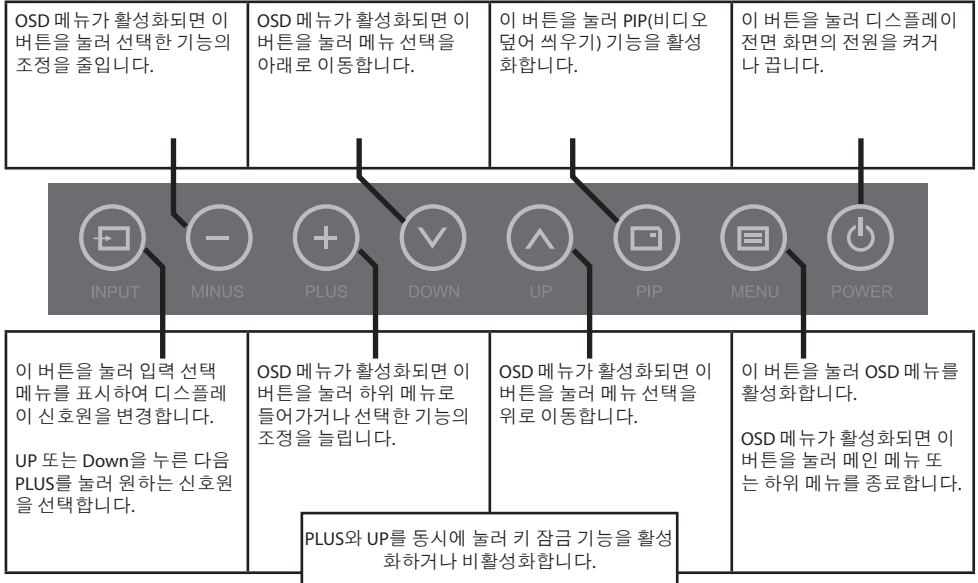 OSD 메뉴가 활성화되면 이
버튼을 눌러 선택한 기능의
조정을 줄입니다.
OSD 메뉴가 활성화되면 이
버튼을 눌러 메뉴 선택을
아래로 이동합니다.
이 버튼을 눌러 PIP(비디오
덮어 씌우기) 기능을 활성
화합니다.
이 버튼을 눌러 디스플레이
전면 화면의 전원을 켜거
나 끕니다.
INPUT
MINUS
PLUS
DOWN
UP
PIP
MENU
POWER
이 버튼을 눌러 입력 선택
메뉴를 표시하여 디스플레
이 신호원을 변경합니다.
UP 또는 Down을 누른 다음
PLUS를 눌러 원하는 신호원
을 선택합니다.
OSD 메뉴가 활성화되면 이
버튼을 눌러 하위 메뉴로
들어가거나 선택한 기능의
조정을 늘립니다.
OSD 메뉴가 활성화되면 이
버튼을 눌러 메뉴 선택을
위로 이동합니다.
이 버튼을 눌러 OSD 메뉴를
활성화합니다.
OSD 메뉴가 활성화되면 이
버튼을 눌러 메인 메뉴 또
는 하위 메뉴를 종료합니다.
PLUS와 UP를 동시에 눌러 키 잠금 기능을 활성
화하거나 비활성화합니다.